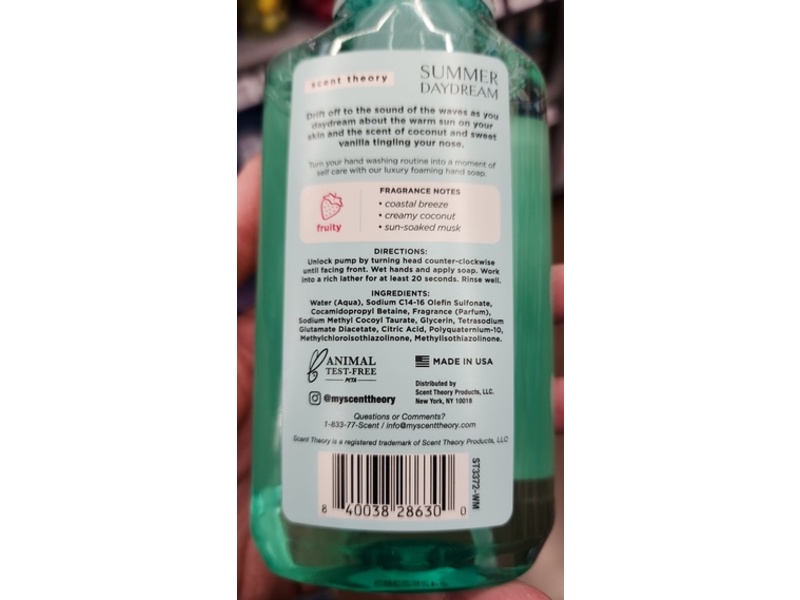 scent theory
SUMMER
DAYDREAM
Drift off to the sound of the waves as you
daydream about the warm sun on your
skin and the scent of coconut and sweet
vanilla tingling your nose.
Turn your hand washing routine into a moment of
self care with our luxury foaming hand soap.
fruity
FRAGRANCE NOTES
• coastal breeze
• creamy coconut
• sun-soaked musk
DIRECTIONS:
Unlock pump by turning head counter-clockwise
until facing front. Wet hands and apply soap. Work
into a rich lather for at least 20 seconds. Rinse well.
INGREDIENTS:
Water (Aqua), Sodium C14-16 Olefin Sulfonate,
Cocamidopropyl Betaine, Fragrance (Parfum),
Sodium Methyl Cocoyl Taurate, Glycerin, Tetrasodium
Glutamate Diacetate, Citric Acid, Polyquaternium-10,
Methylchloroisothiazolinone, Methylisothiazolinone.
ANIMAL
TEST-FREE
PETA
MADE IN USA
@myscenttheory
Distributed by
Scent Theory Products, LLC.
New York, NY 10018
Questions or Comments?
1-833-77-Scent / info@myscenttheory.com
Scent Theory is a registered trademark of Scent Theory Products, LLC
ST3372-WM
8 40038 28630 0